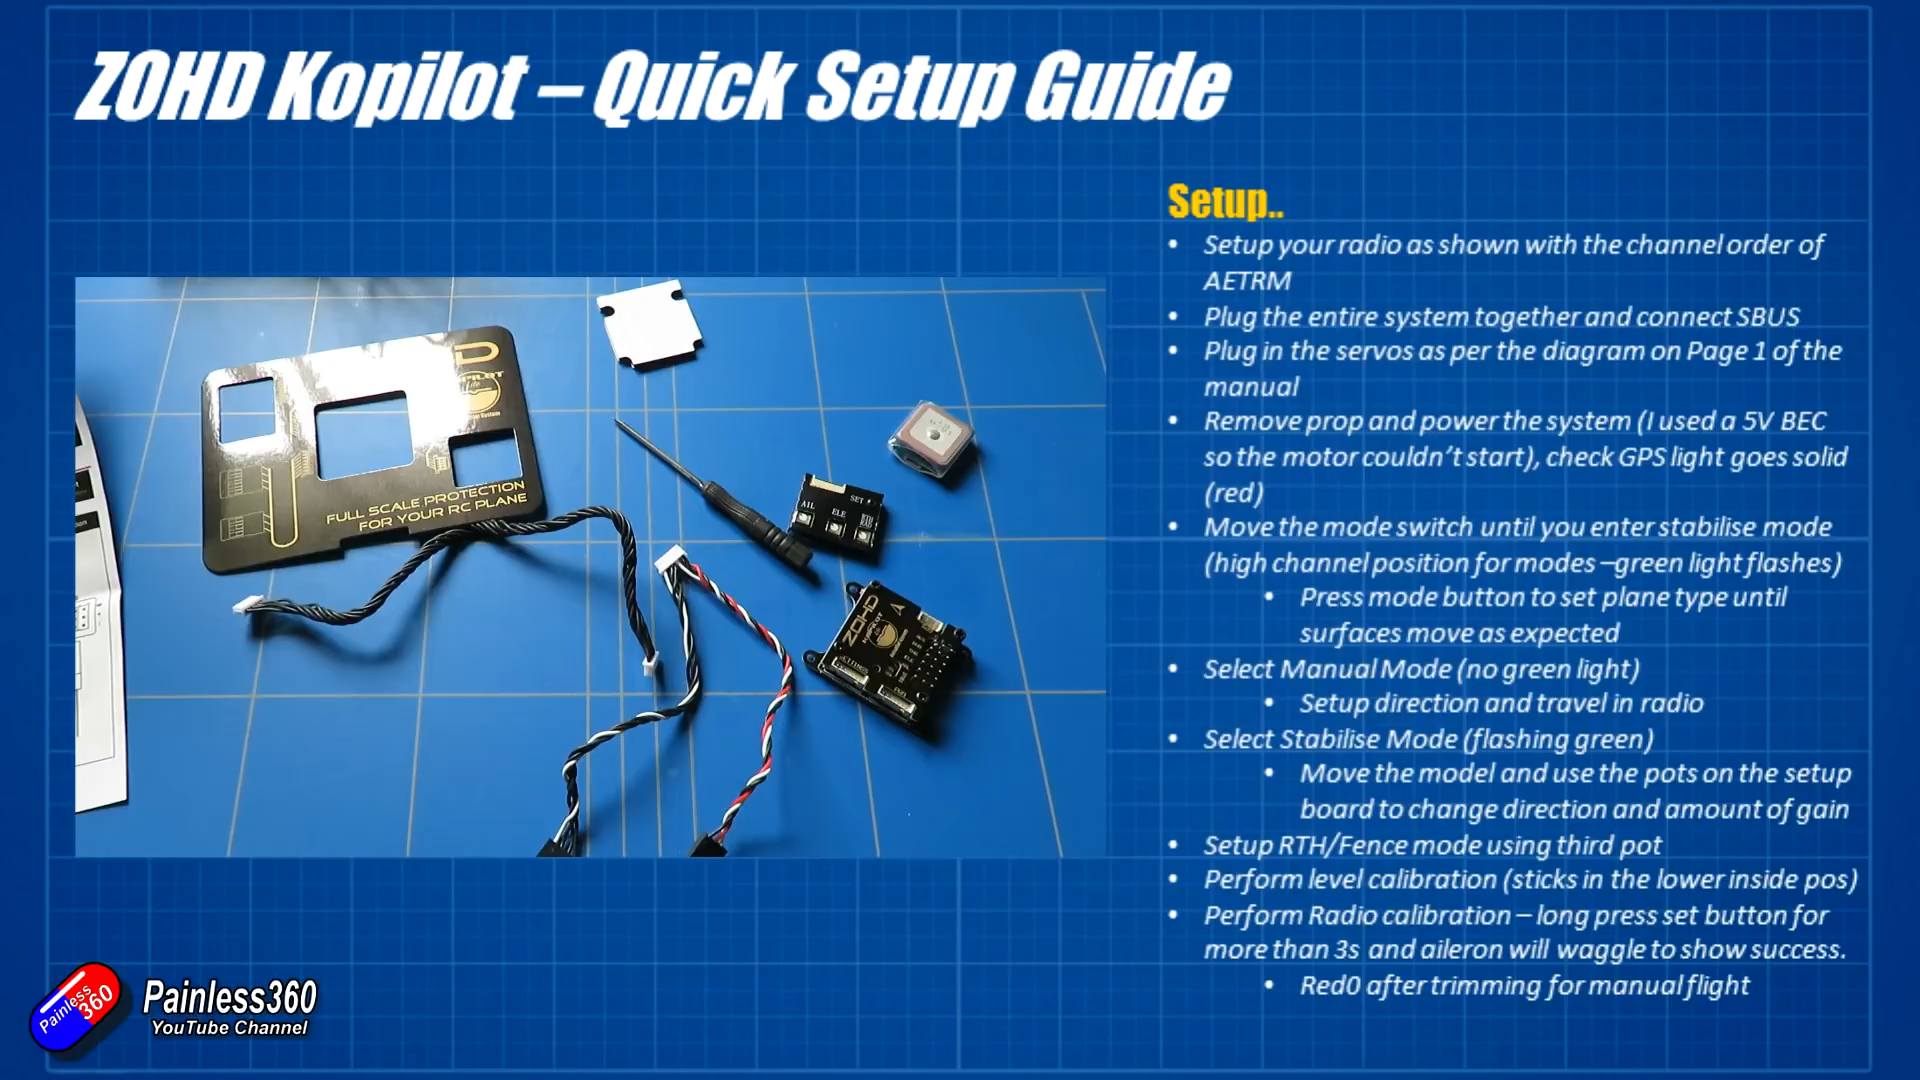 ZOHD Kopilot – Quick Setup Guide
Setup..
• Setup your radio as shown with the channel order of
AETRM
• Plug the entire system together and connect SBUS
• Plug in the servos as per the diagram on Page 1 of the
manual
• Remove prop and power the system (I used a 5V BEC
so the motor couldn't start), check GPS light goes solid
(red)
• Move the mode switch until you enter stabilise mode
(high channel position for modes –green light flashes)
• Press mode button to set plane type until
surfaces move as expected
• Select Manual Mode (no green light)
• Setup direction and travel in radio
• Select Stabilise Mode (flashing green)
• Move the model and use the pots on the setup
board to change direction and amount of gain
• Setup RTH/Fence mode using third pot
• Perform level calibration (sticks in the lower inside pos)
• Perform Radio calibration – long press set button for
more than 3s and aileron will waggle to show success.
• Red0 after trimming for manual flight
FULL SCALE PROTECTION
FOR YOUR RC PLANE
SET
AIL
ELE
ZOHD
Painless
360
Painless360
YouTube Channel